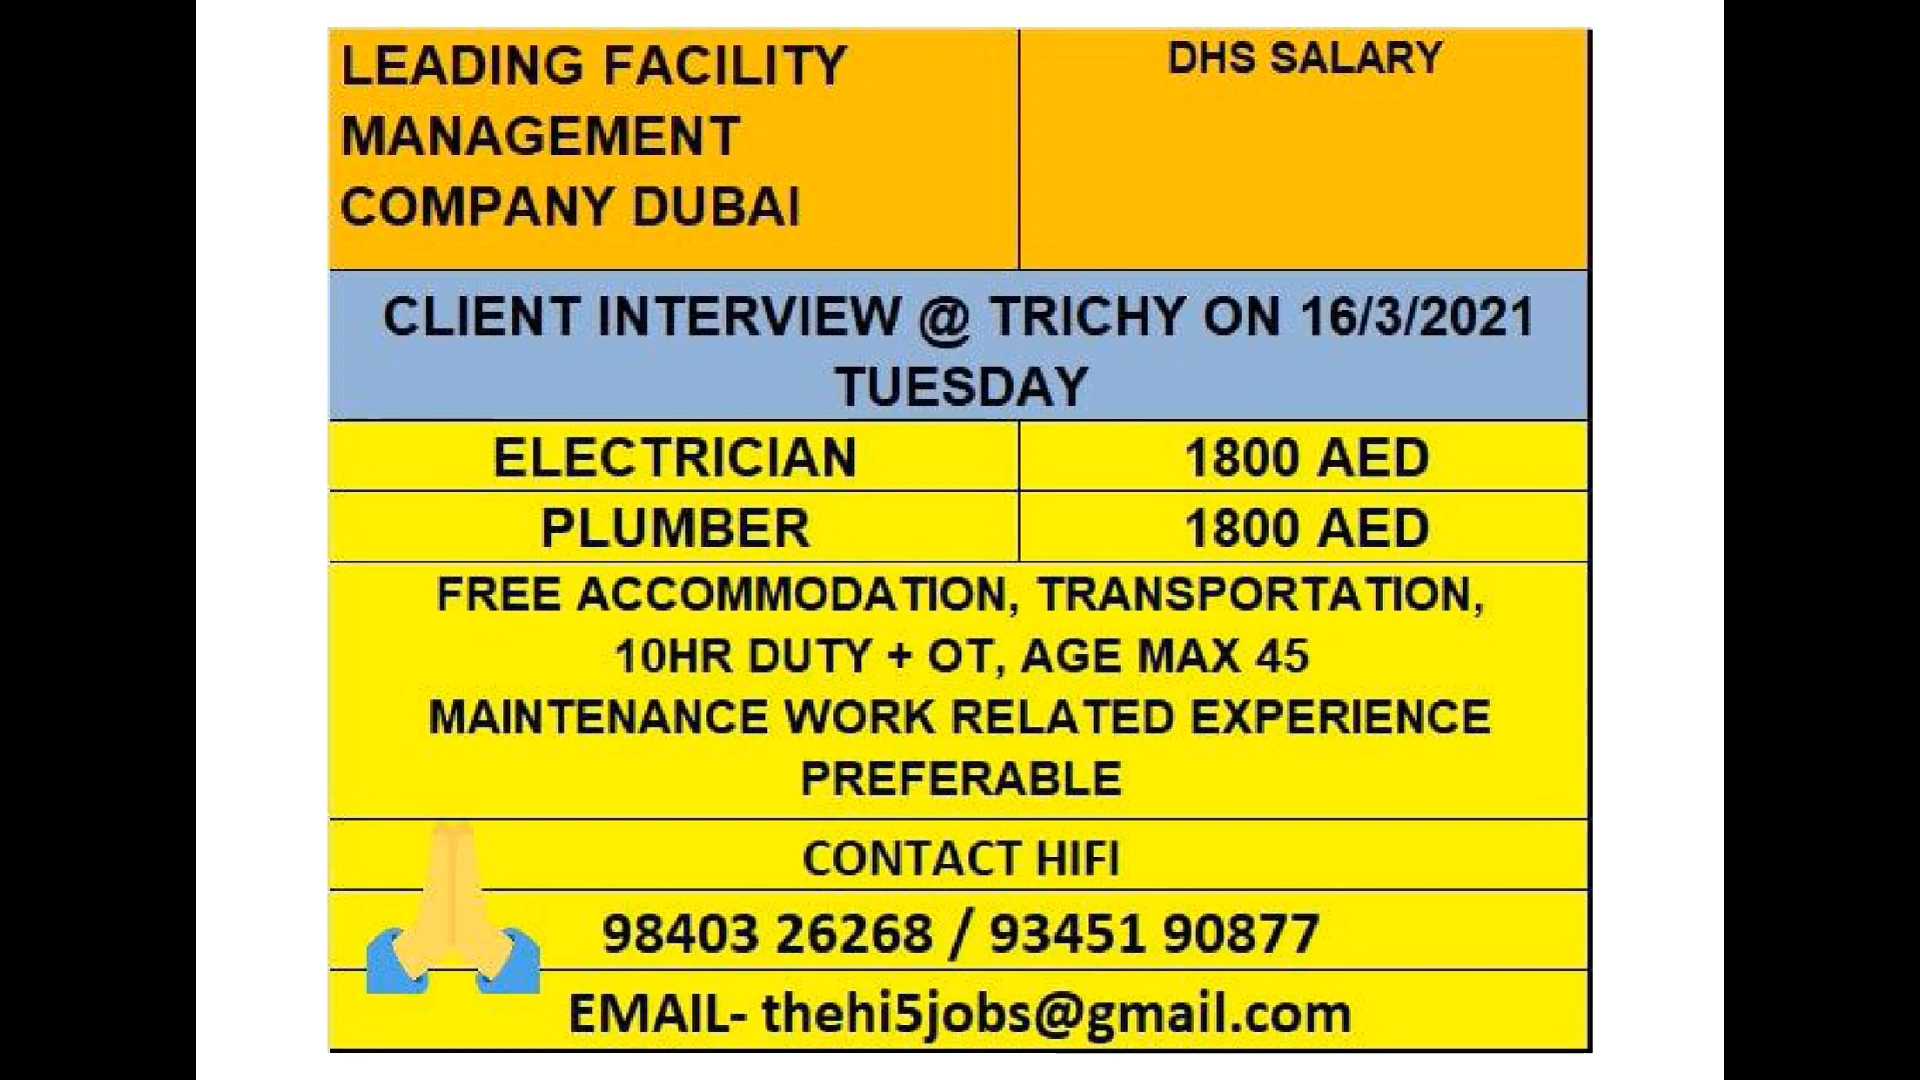 LEADING FACILITY
MANAGEMENT
COMPANY DUBAI
DHS SALARY
CLIENT INTERVIEW @ TRICHY ON 16/3/2021
TUESDAY
ELECTRICIAN 1800 AED
PLUMBER 1800 AED
FREE ACCOMMODATION, TRANSPORTATION,
10HR DUTY + OT, AGE MAX 45
MAINTENANCE WORK RELATED EXPERIENCE
PREFERABLE
CONTACT HIFI
98403 26268 / 93451 90877
EMAIL- thehi5jobs@gmail.com